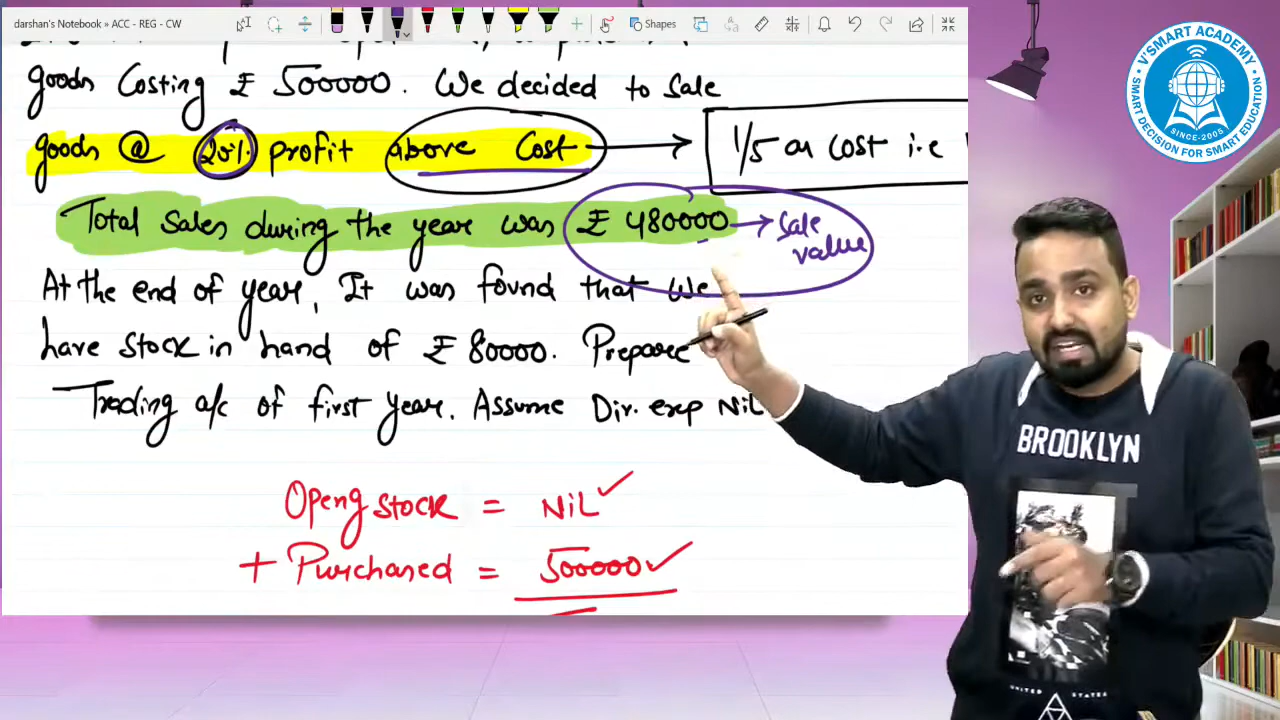 darshan's Notebook » ACC - REG - CW
Shapes
goods Costing ₹ 500000. We decided to Sale
goods @ 20% profit above Cost → 1/5 on cost i.e
Total Sales during the year was ₹ 480000 → Sale value
At the end of year, It was found that We
have stock in hand of ₹ 80000. Prepare
Trading a/c of first year. Assume Dir. exp NiL
Openg stock = NiL ✓
+ Purchased = 500000 ✓
V'SMART ACADEMY
SINCE-2005
SMART DECISION FOR SMART EDUCATION
BROOKLYN
UNITED STATES